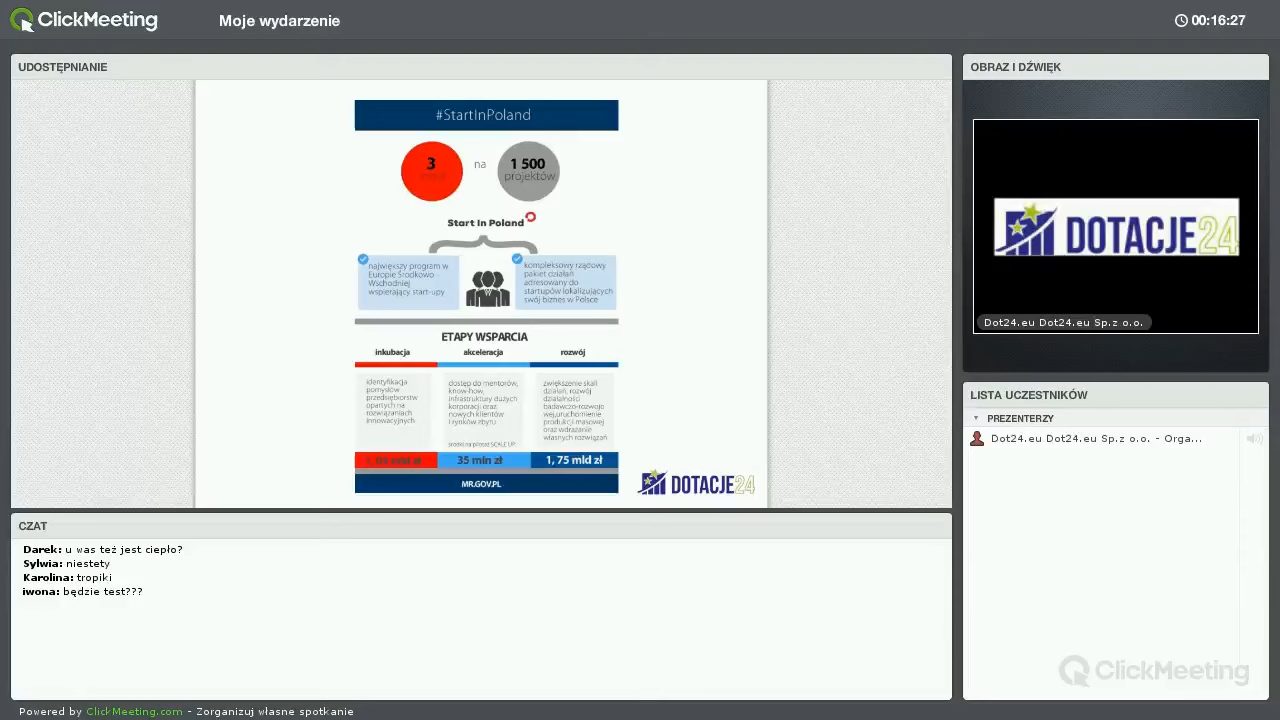 ClickMeeting
Moje wydarzenie
00:16:27
UDOSTĘPNIANIE
#StartInPoland
3
na
1 500
projektów
Start In Poland
największy program w
Europie Środkowo -
Wschodniej
wspierający start-upy
kompleksowy rządowy
pakiet działań
adresowany do
startupów lokalizujących
swój biznes w Polsce
ETAPY WSPARCIA
inkubacja
akceleracja
rozwój
identyfikacja
pomysłów
przedsiębiorstw
opartych na
rozwiązaniach
innowacyjnych
dostęp do mentorów,
know-how,
infrastruktury dużych
korporacji oraz
nowych klientów
i rynków zbytu
środki na pilotaż SCALE UP!
zwiększenie skali
działań, rozwój
działalności
badawczo-rozwojo
wej,uruchomienie
produkcji masowej
oraz wdrażanie
własnych rozwiązań
35 mln zł
1, 75 mld zł
MR.GOV.PL
DOTACJE24
OBRAZ I DŹWIĘK
DOTACJE24
Dot24.eu Dot24.eu Sp.z o.o.
LISTA UCZESTNIKÓW
PREZENTERZY
Dot24.eu Dot24.eu Sp.z o.o. - Orga...
ClickMeeting
CZAT
Darek: u was też jest ciepło?
Sylwia: niestety
Karolina: tropiki
iwona: będzie test???
Powered by ClickMeeting.com - Zorganizuj własne spotkanie